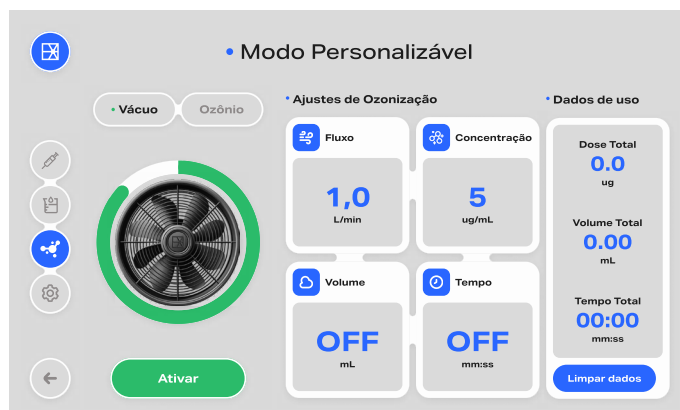 Modo Personalizável
Vácuo
Ozônio
Ativar
Ajustes de Ozonização
Fluxo
1,0
L/min
Concentração
5
ug/mL
Volume
OFF
mL
Tempo
OFF
mm:ss
Dados de uso
Dose Total
0.0
ug
Volume Total
0.00
mL
Tempo Total
00:00
mm:ss
Limpar dados